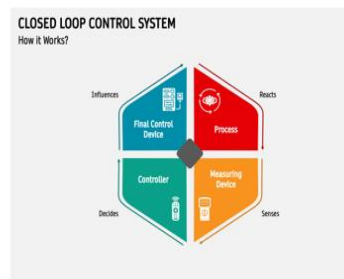 CLOSED LOOP CONTROL SYSTEM
How it Works?
Influences
Reacts
Final Control
Device
Process
Controller
Measuring
Device
Decides
Senses